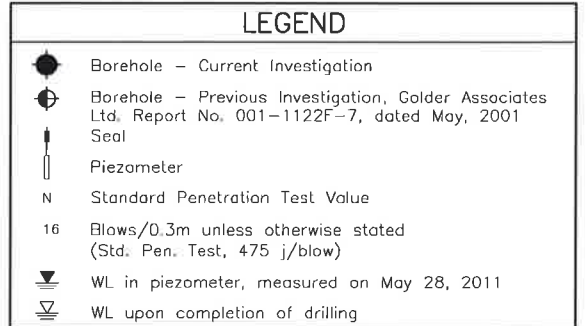 LEGEND
Borehole – Current Investigation
Borehole – Previous Investigation, Golder Associates
Ltd. Report No. 001–1122F–7, dated May, 2001
Seal
Piezometer
N Standard Penetration Test Value
16 Blows/0.3m unless otherwise stated
(Std. Pen. Test, 475 j/blow)
WL in piezometer, measured on May 28, 2011
WL upon completion of drilling